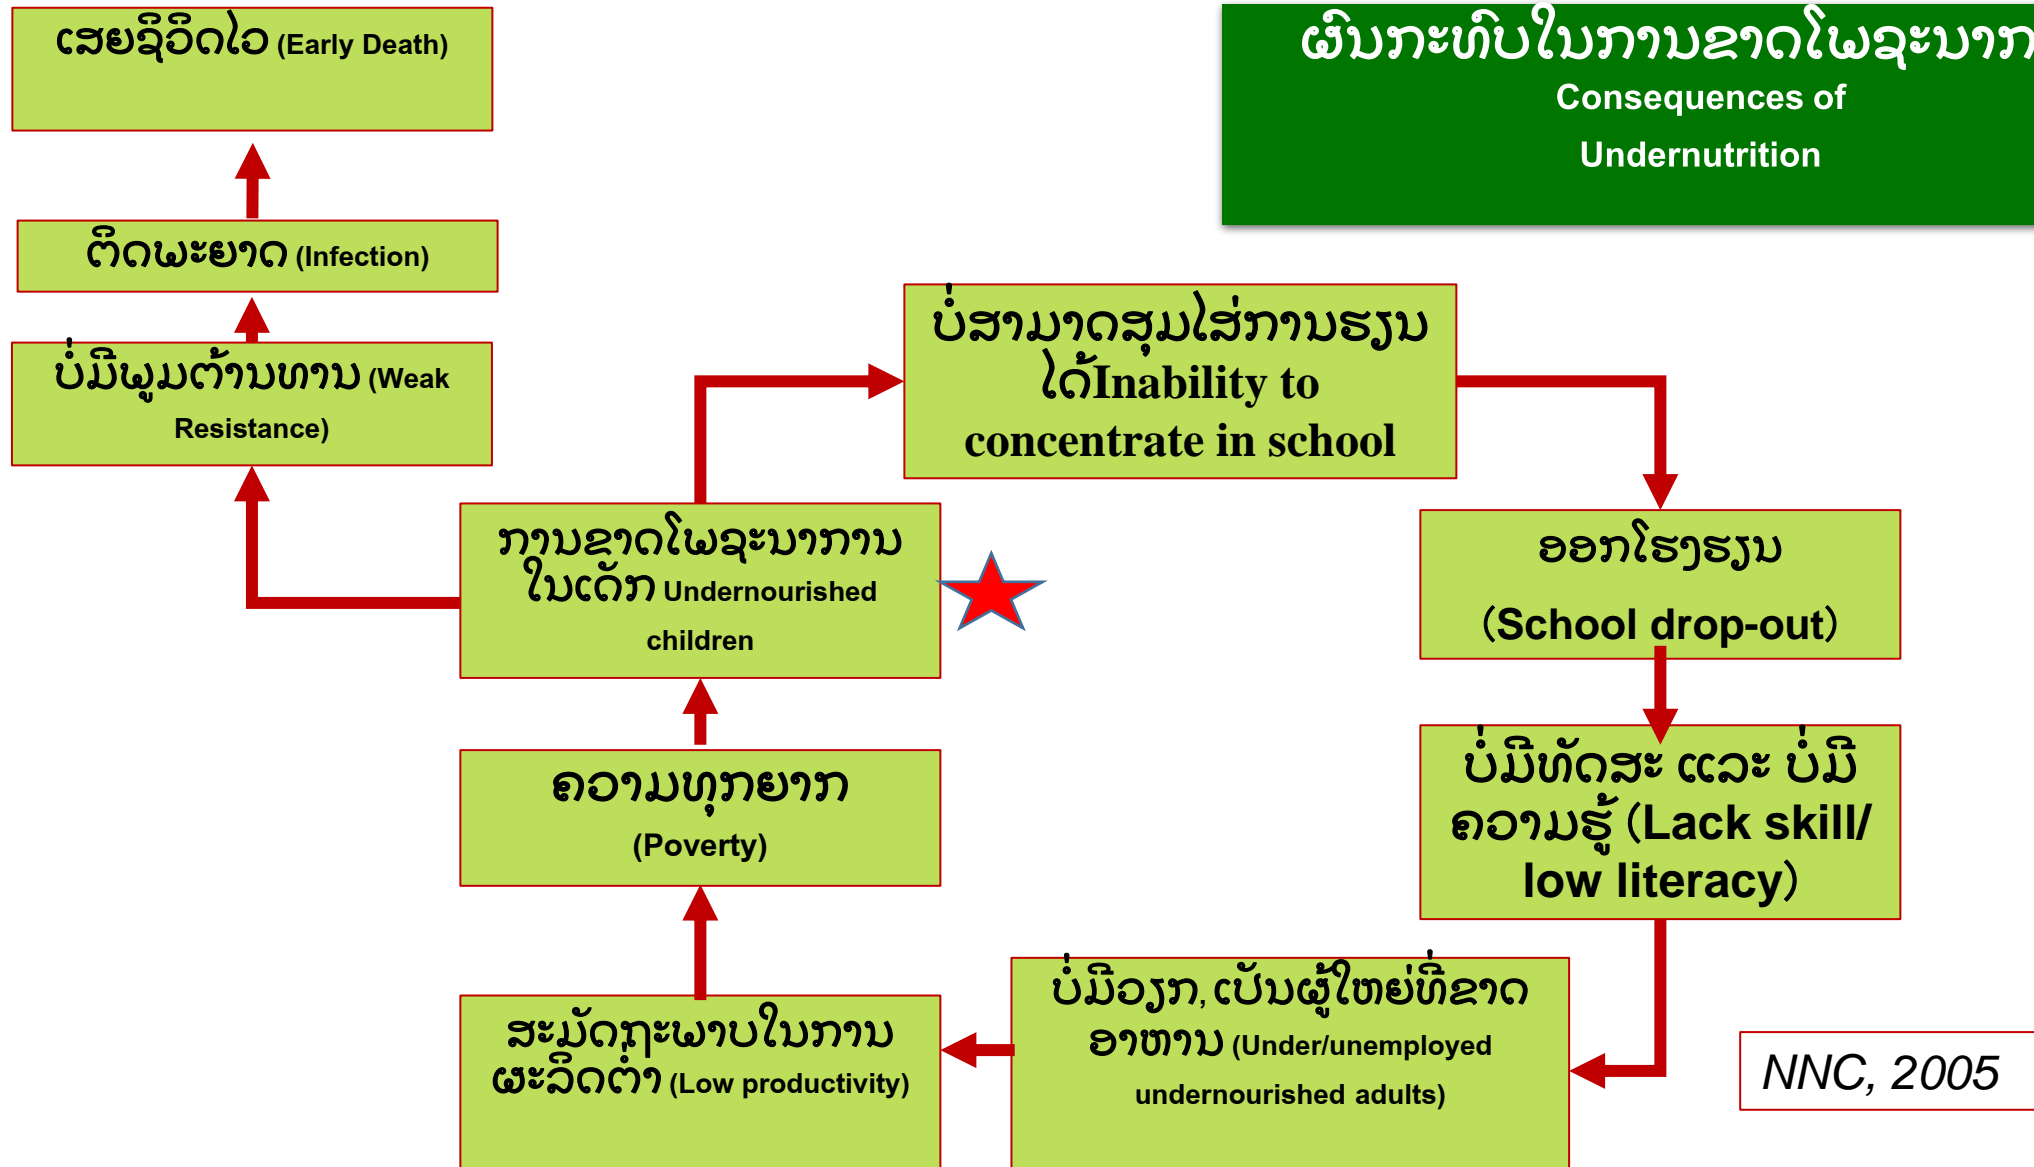 ເສຍຊິວິດໄວ (Early Death)
ຜົນກະທົບໃນການຂາດໂພຊະນາກ
Consequences of
Undernutrition
ຕິດພະຍາດ (Infection)
ບໍ່ມີພູມຕ້ານທານ (Weak
Resistance)
ບໍ່ສາມາດສຸມໃສ່ການຮຽນ
ໄດ້Inability to
concentrate in school
ການຂາດໂພຊະນາການ
ໃນເດັກ Undernourished
children
ອອກໂຮງຮຽນ
(School drop-out)
ຄວາມທຸກຍາກ
(Poverty)
ບໍ່ມີທັດສະ ແລະ ບໍ່ມີ
ຄວາມຮູ້ (Lack skill/
low literacy)
ສະມັດຖະພາບໃນການ
ຜະລິດຕ່ຳ (Low productivity)
ບໍ່ມີວຽກ, ເປັນຜູ້ໃຫຍ່ທີ່ຂາດ
ອາຫານ (Under/unemployed
undernourished adults)
NNC, 2005